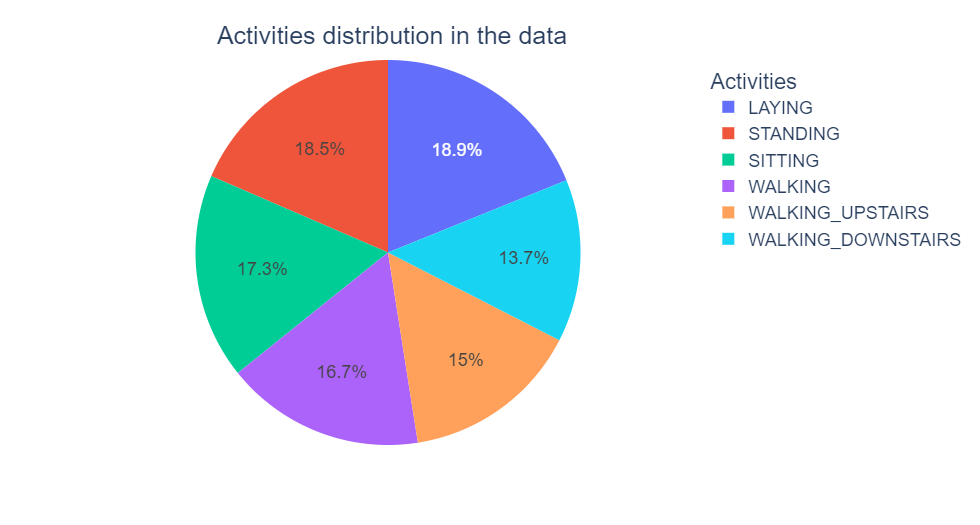 Activities distribution in the data
Activities
LAYING
STANDING
SITTING
WALKING
WALKING_UPSTAIRS
WALKING_DOWNSTAIRS
18.5%
18.9%
17.3%
13.7%
16.7%
15%